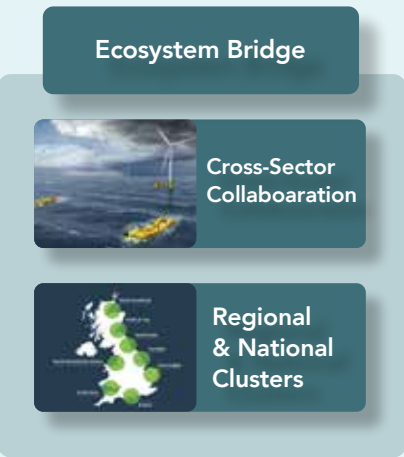 Ecosystem Bridge
Cross-Sector
Collaboaration
Regional
& National
Clusters